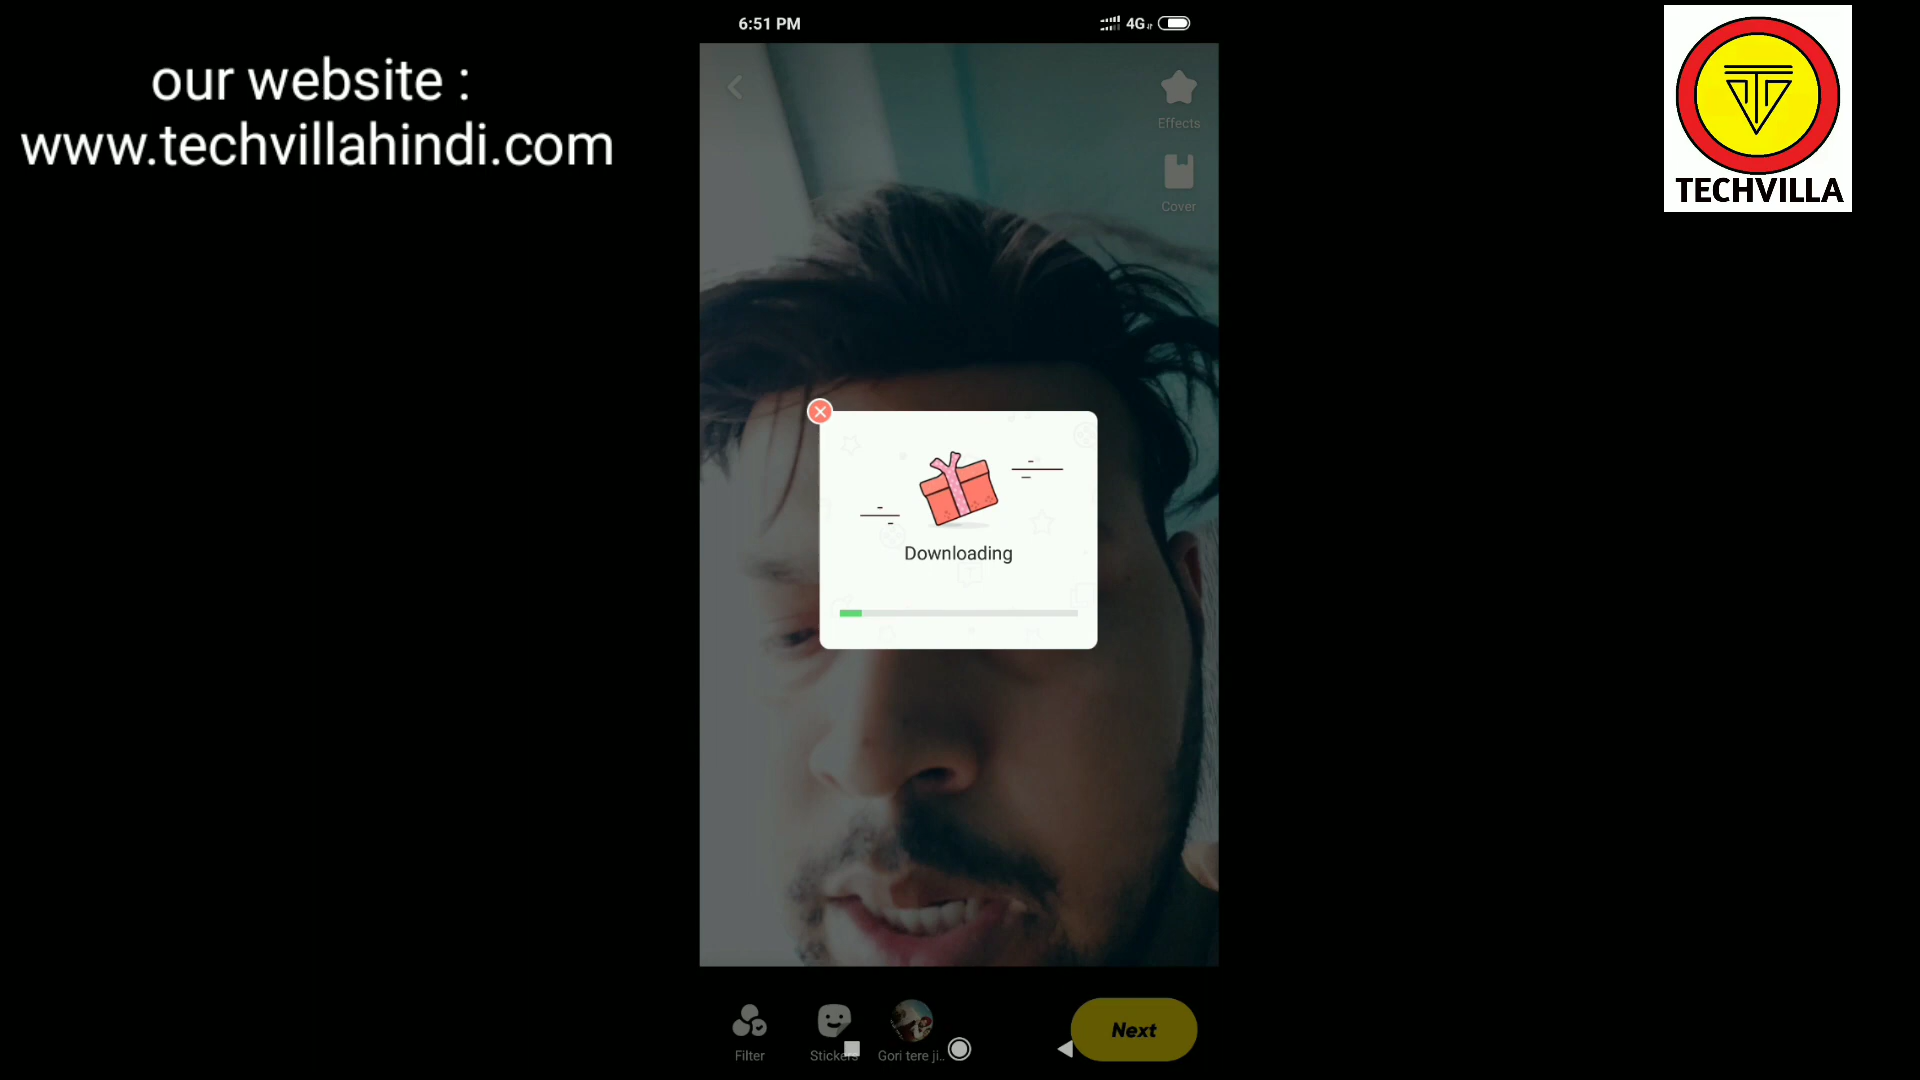 6:51 PM
4G
our website :
www.techvillahindi.com
TECHVILLA
Effects
Cover
Downloading
Filter
Stickers
Gori tere ji..
Next